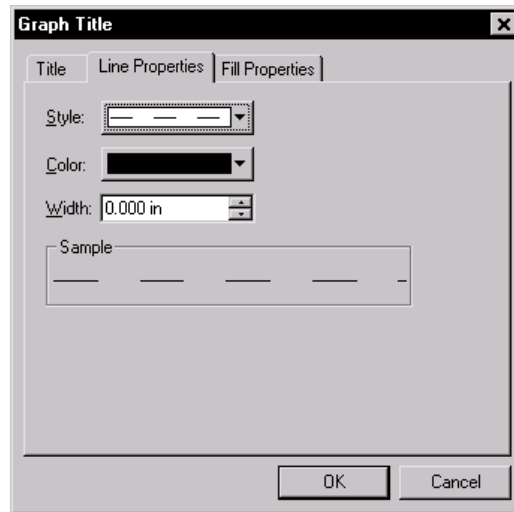 Graph Title
Title Line Properties Fill Properties
Style:
Color:
Width: 0.000 in
Sample
OK Cancel